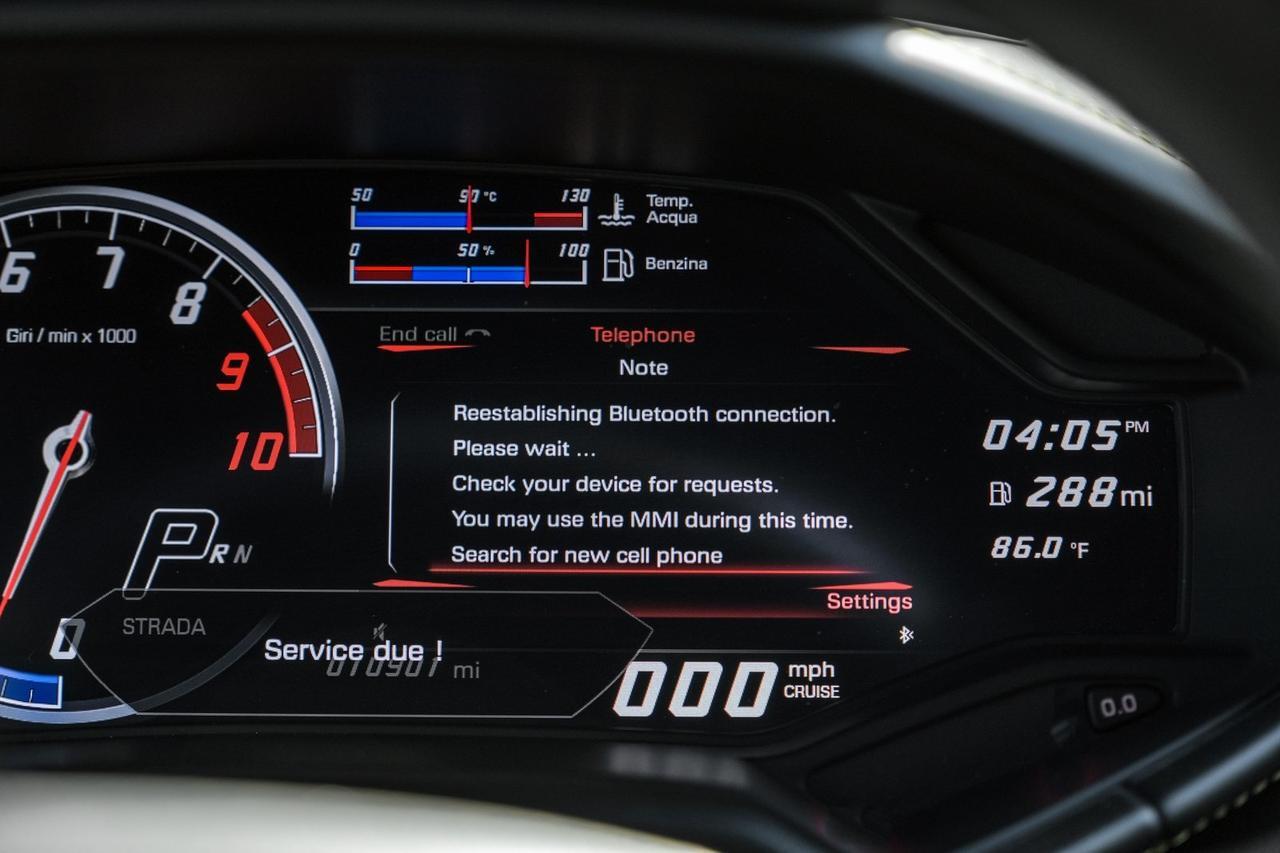 50 90 °C 130
Temp.
Acqua
0 50 % 100
Benzina
6 7 8 9 10
Giri / min x 1000
End call
Telephone
Note
Reestablishing Bluetooth connection.
Please wait ...
Check your device for requests.
You may use the MMI during this time.
Search for new cell phone
Settings
04:05 PM
288 mi
86.0 °F
P R N
STRADA
0
Service due !
010901 mi
000 mph
CRUISE
0.0